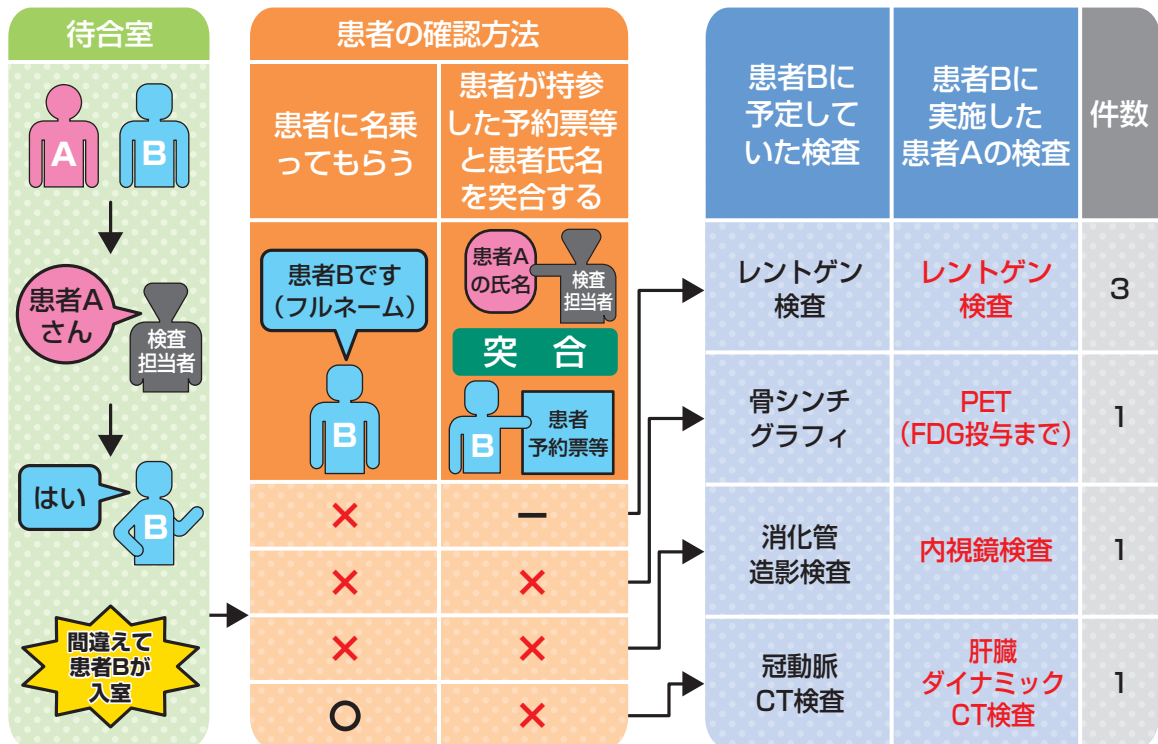 待合室
A
B
患者A
さん
検査
担当者
はい
B
間違えて
患者Bが
入室
患者の確認方法
患者に名乗
ってもらう
患者が持参
した予約票等
と患者氏名
を突合する
患者Bです
(フルネーム)
B
患者A
の氏名
検査
担当者
突 合
B
患者
予約票等
× −
× ×
× ×
○ ×
患者Bに
予定して
いた検査
患者Bに
実施した
患者Aの検査
件数
レントゲン
検査
レントゲン
検査
3
骨シンチ
グラフィ
PET
(FDG投与まで)
1
消化管
造影検査
内視鏡検査
1
冠動脈
CT検査
肝臓
ダイナミック
CT検査
1